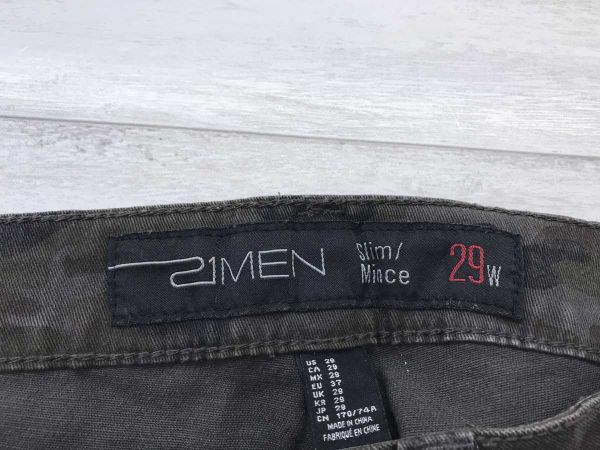 21MEN
Slim/
Mince
29W
US 29
CA 29
MX 29
EU 37
UK 29
KR 29
JP 29
CN 170/74A
MADE IN CHINA
FABRIQUÉ EN CHINE